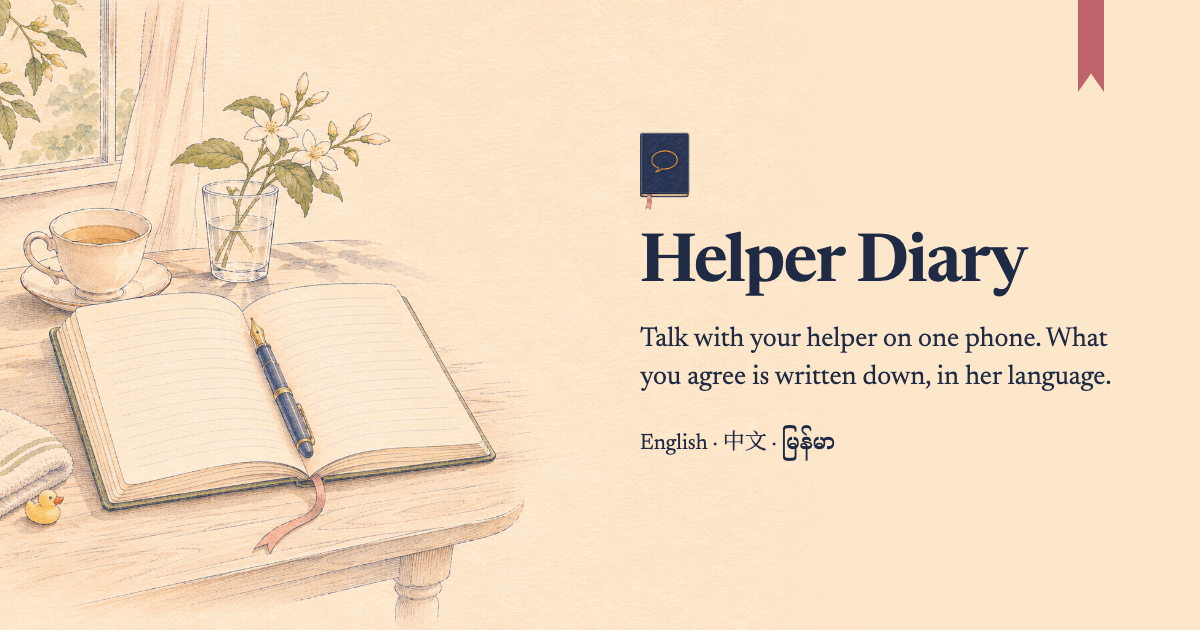 Helper Diary
Talk with your helper on one phone. What
you agree is written down, in her language.
English · 中文 · မြန်မာ